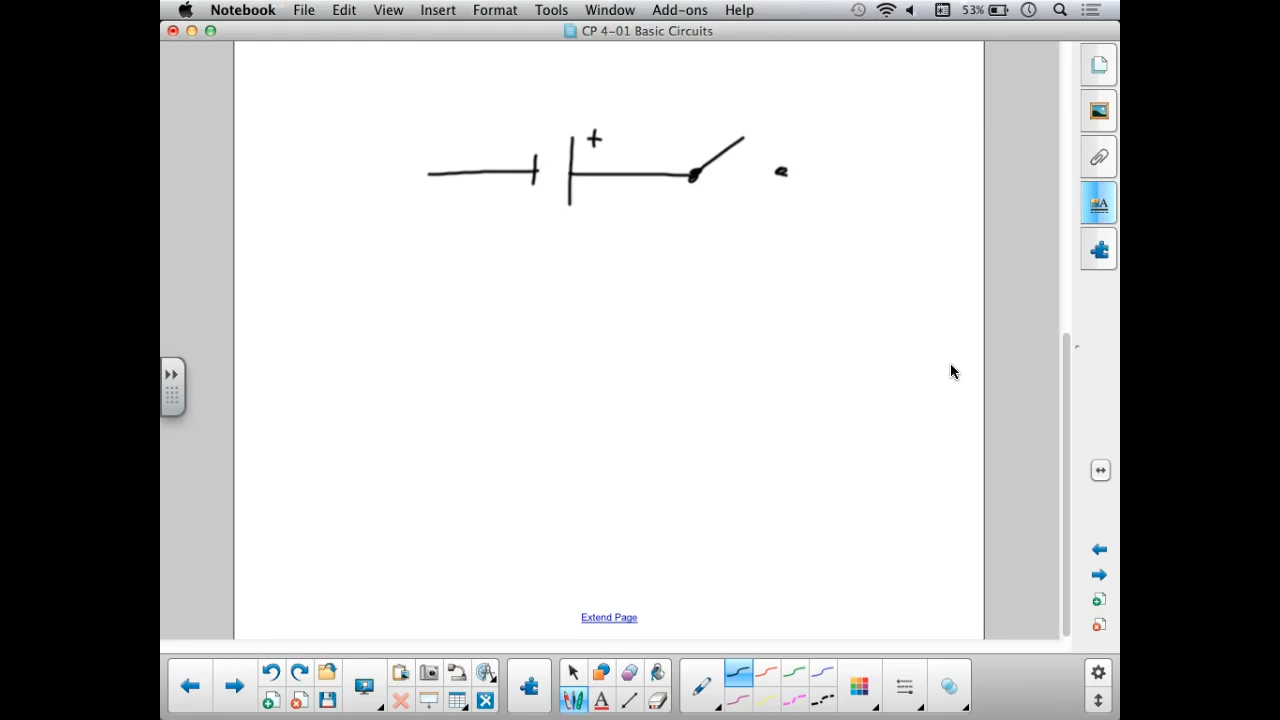 Notebook File Edit View Insert Format Tools Window Add-ons Help 53%
CP 4-01 Basic Circuits
+
Extend Page